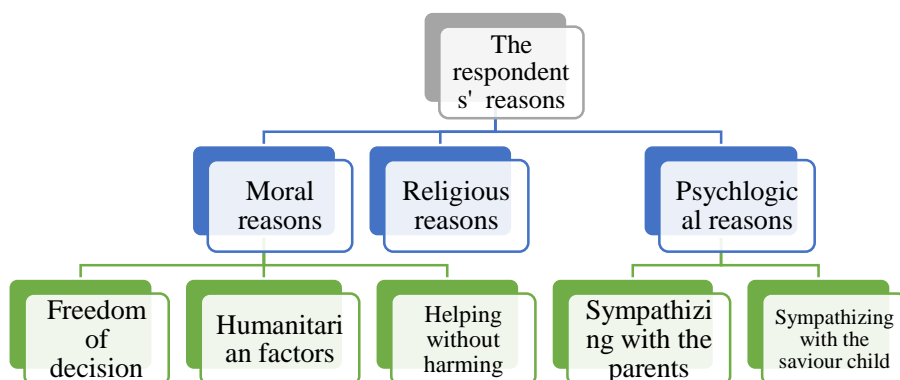 The
respondent
s' reasons
Moral
reasons
Religious
reasons
Psychlogic
al reasons
Freedom
of
decision
Humanitari
an factors
Helping
without
harming
Sympathizi
ng with the
parents
Sympathizing
with the
saviour child